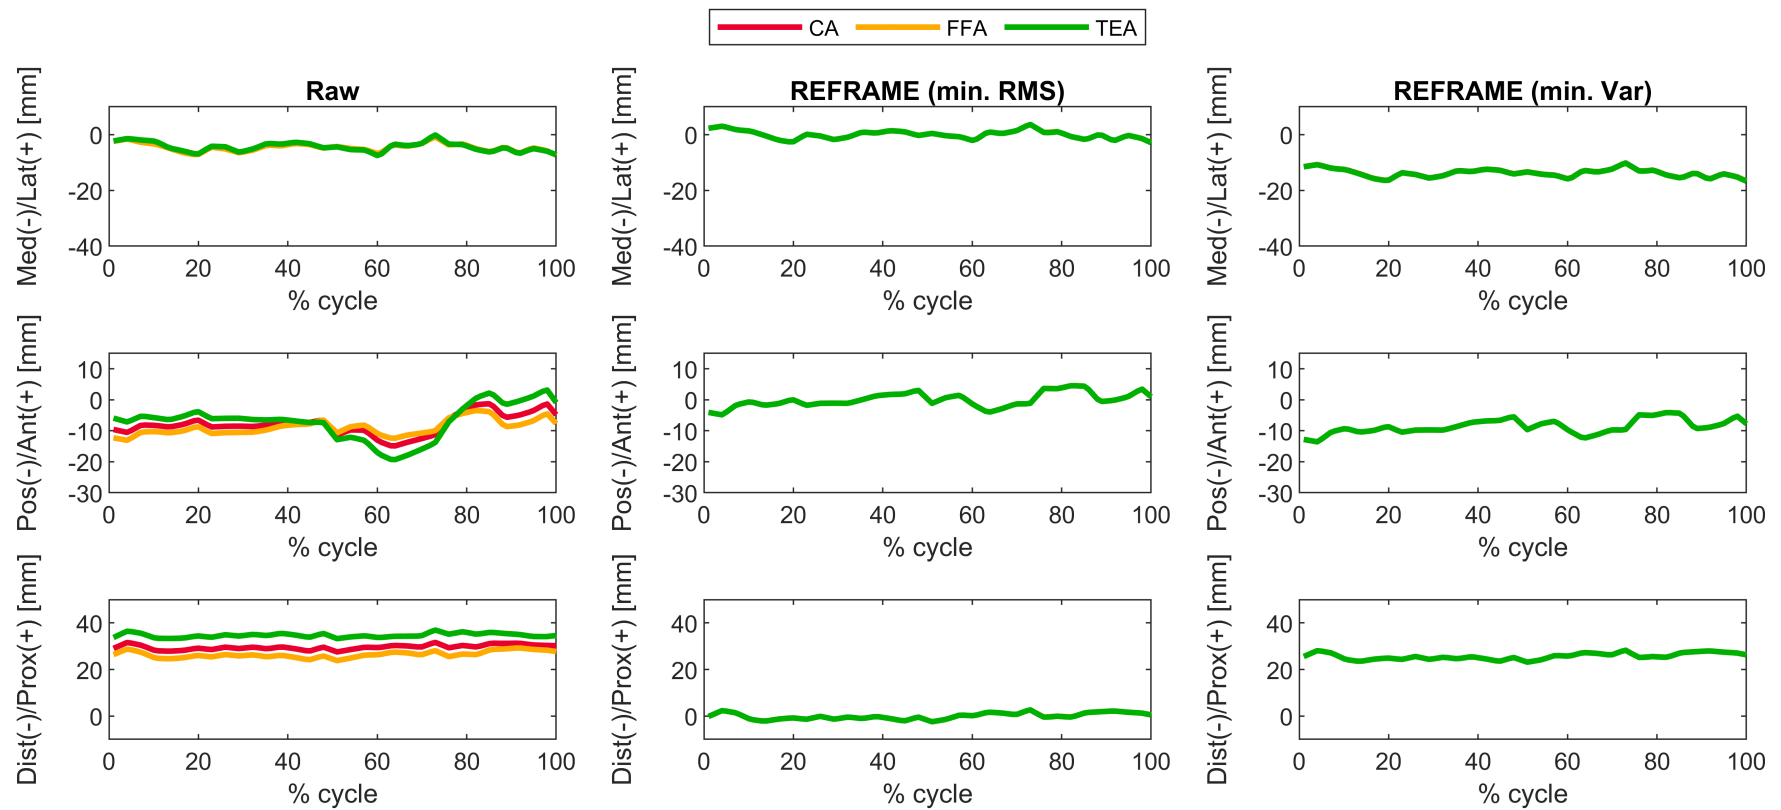 CA FFA TEA
Raw
REFRAME (min. RMS)
REFRAME (min. Var)
Med(-)/Lat(+) [mm]
0
-20
-40
0 20 40 60 80 100
% cycle
Med(-)/Lat(+) [mm]
0
-20
-40
0 20 40 60 80 100
% cycle
Med(-)/Lat(+) [mm]
0
-20
-40
0 20 40 60 80 100
% cycle
Pos(-)/Ant(+) [mm]
10
0
-10
-20
-30
0 20 40 60 80 100
% cycle
Pos(-)/Ant(+) [mm]
10
0
-10
-20
-30
0 20 40 60 80 100
% cycle
Pos(-)/Ant(+) [mm]
10
0
-10
-20
-30
0 20 40 60 80 100
% cycle
Dist(-)/Prox(+) [mm]
40
20
0
0 20 40 60 80 100
% cycle
Dist(-)/Prox(+) [mm]
40
20
0
0 20 40 60 80 100
% cycle
Dist(-)/Prox(+) [mm]
40
20
0
0 20 40 60 80 100
% cycle